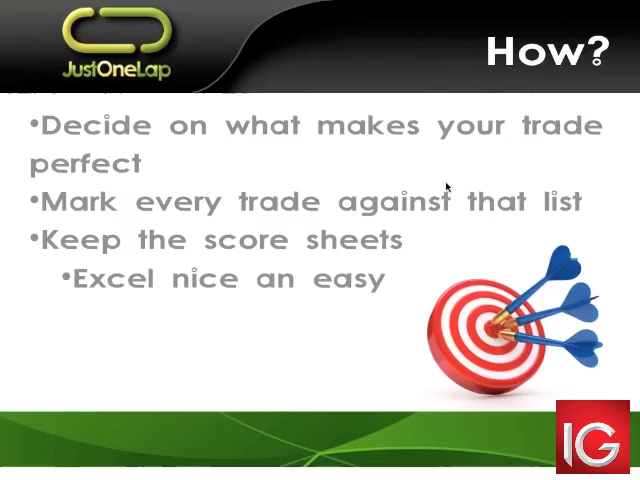 JustOneLap
How?
•Decide on what makes your trade
perfect
•Mark every trade against that list
•Keep the score sheets
•Excel nice an easy
IG